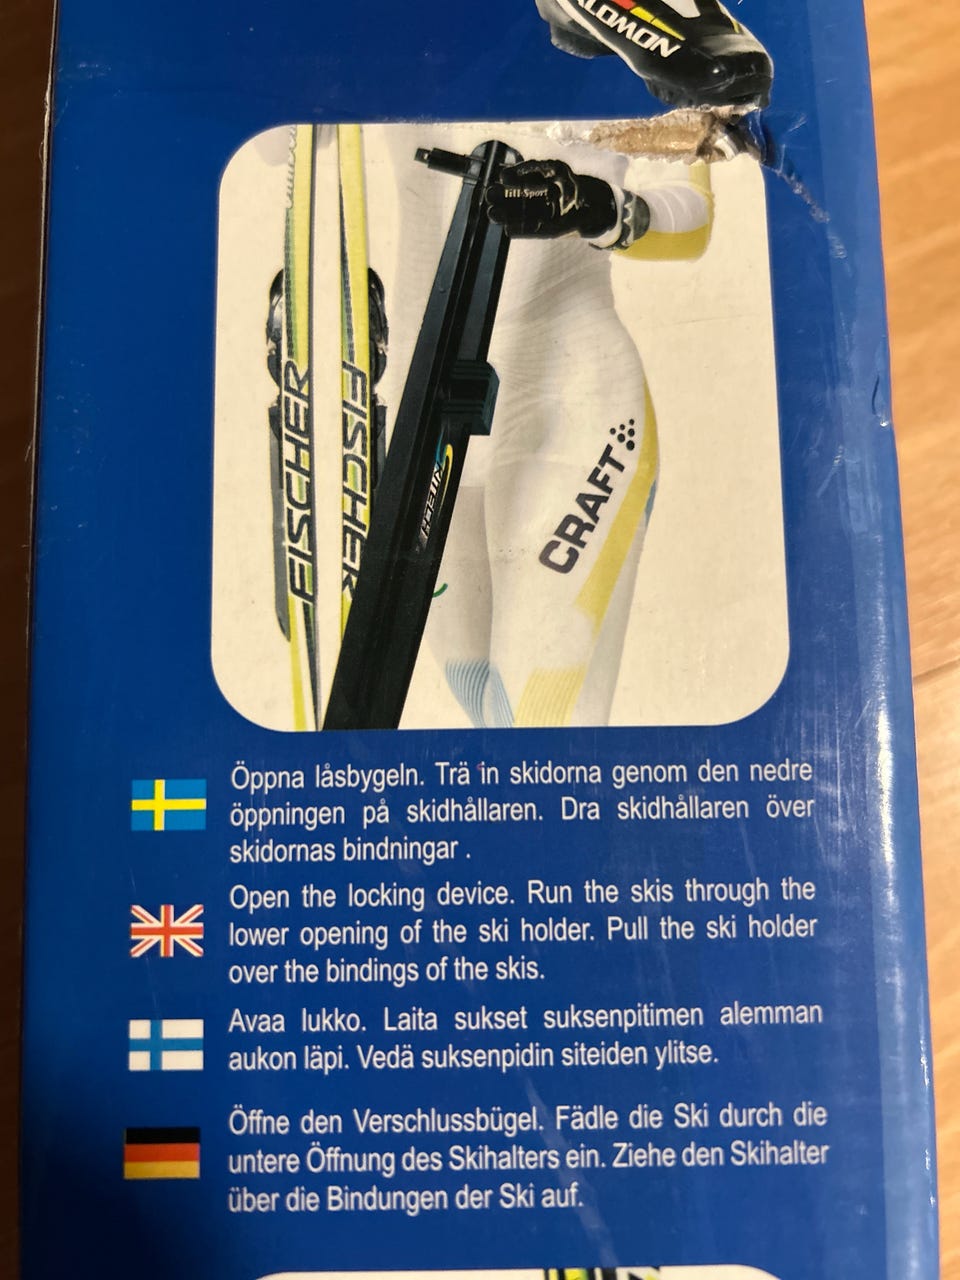 SALOMON
lill-Sport
FISCHER
FISCHER
CRAFT
Öppna låsbygeln. Trä in skidorna genom den nedre
öppningen på skidhållaren. Dra skidhållaren över
skidornas bindningar .
Open the locking device. Run the skis through the
lower opening of the ski holder. Pull the ski holder
over the bindings of the skis.
Avaa lukko. Laita sukset suksenpitimen alemman
aukon läpi. Vedä suksenpidin siteiden ylitse.
Öffne den Verschlussbügel. Fädle die Ski durch die
untere Öffnung des Skihalters ein. Ziehe den Skihalter
über die Bindungen der Ski auf.